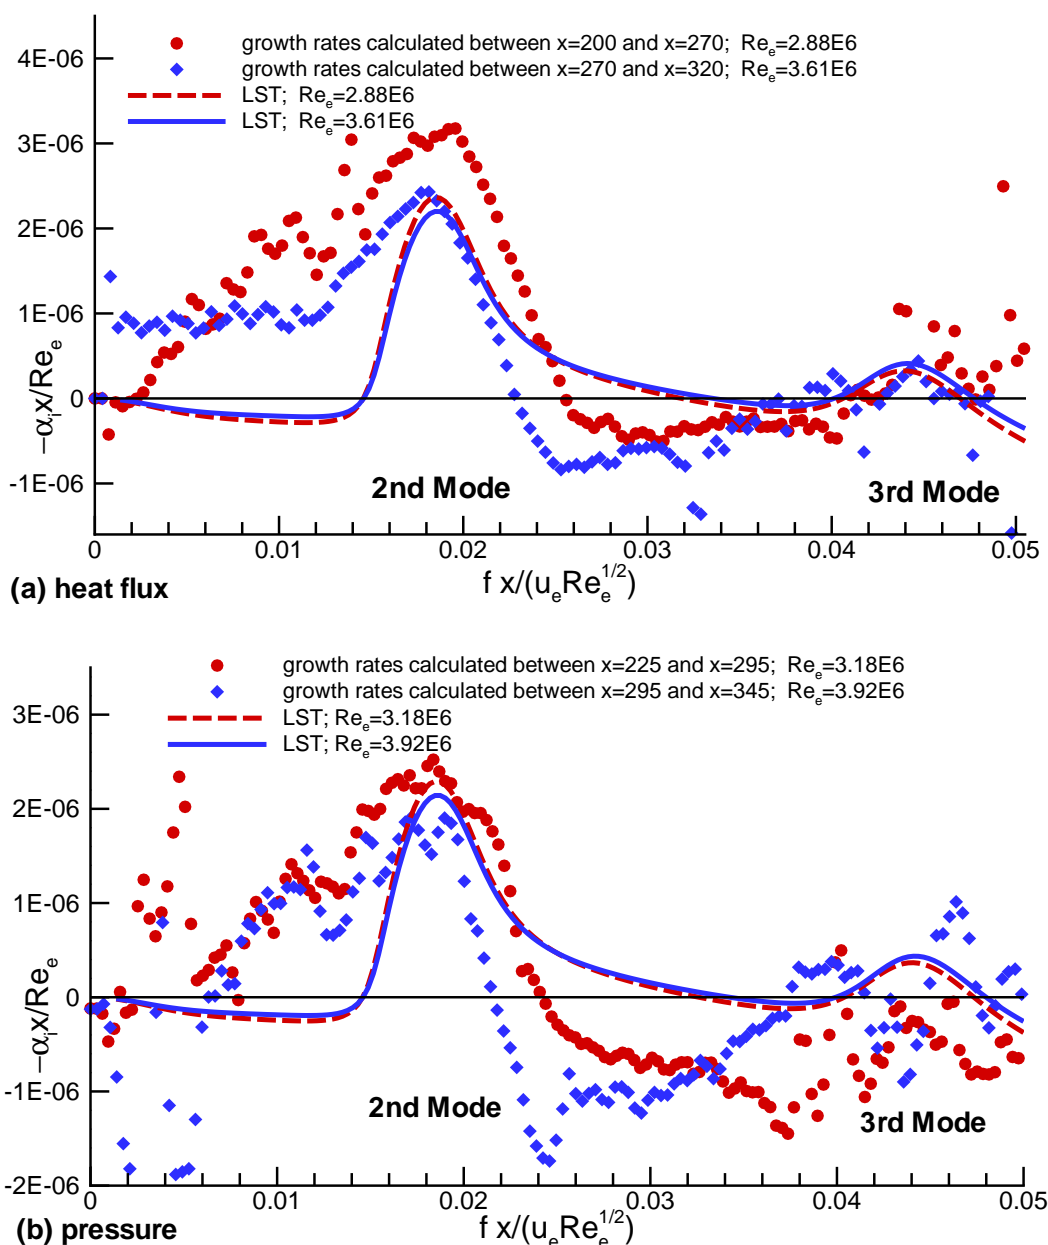 growth rates calculated between x=200 and x=270; Re_e=2.88E6
growth rates calculated between x=270 and x=320; Re_e=3.61E6
LST; Re_e=2.88E6
LST; Re_e=3.61E6
4E-06
3E-06
2E-06
1E-06
0
-1E-06
−α_i x/Re_e
2nd Mode
3rd Mode
0 0.01 0.02 0.03 0.04 0.05
f x/(u_e Re_e^{1/2})
(a) heat flux
growth rates calculated between x=225 and x=295; Re_e=3.18E6
growth rates calculated between x=295 and x=345; Re_e=3.92E6
LST; Re_e=3.18E6
LST; Re_e=3.92E6
3E-06
2E-06
1E-06
0
-1E-06
-2E-06
−α_i x/Re_e
2nd Mode
3rd Mode
0 0.01 0.02 0.03 0.04 0.05
f x/(u_e Re_e^{1/2})
(b) pressure